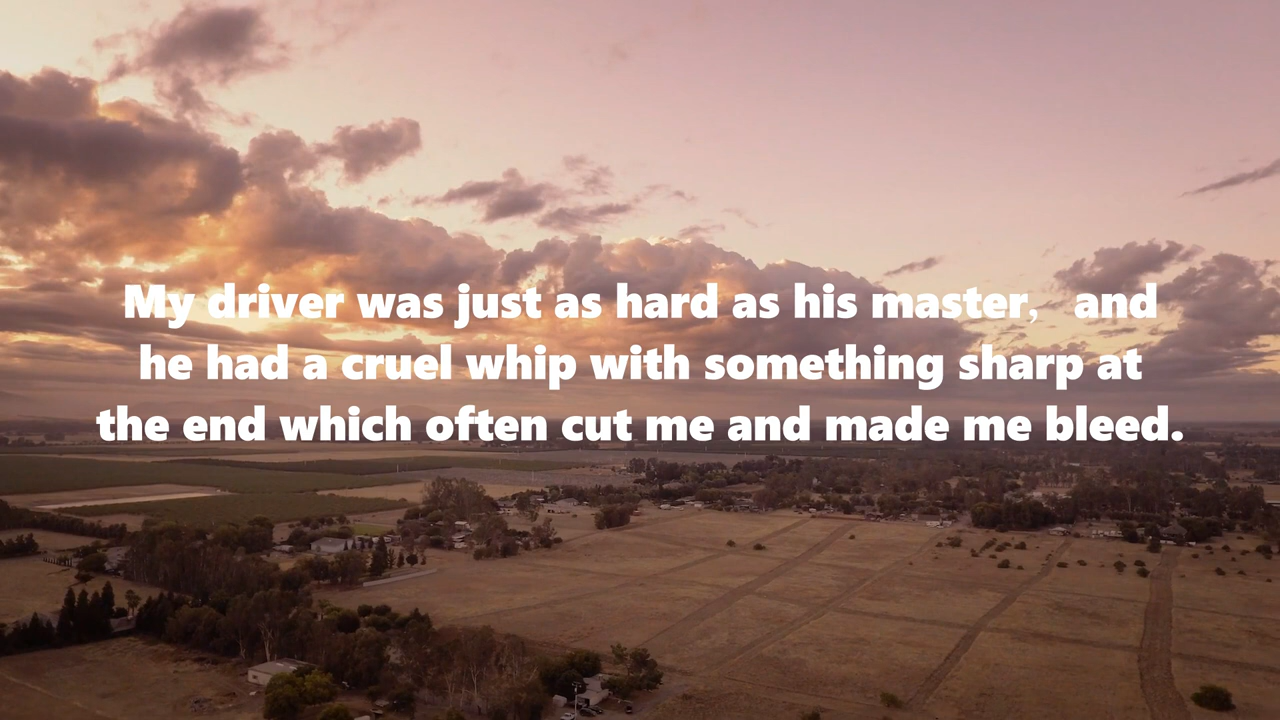 My driver was just as hard as his master,  and
he had a cruel whip with something sharp at
the end which often cut me and made me bleed.